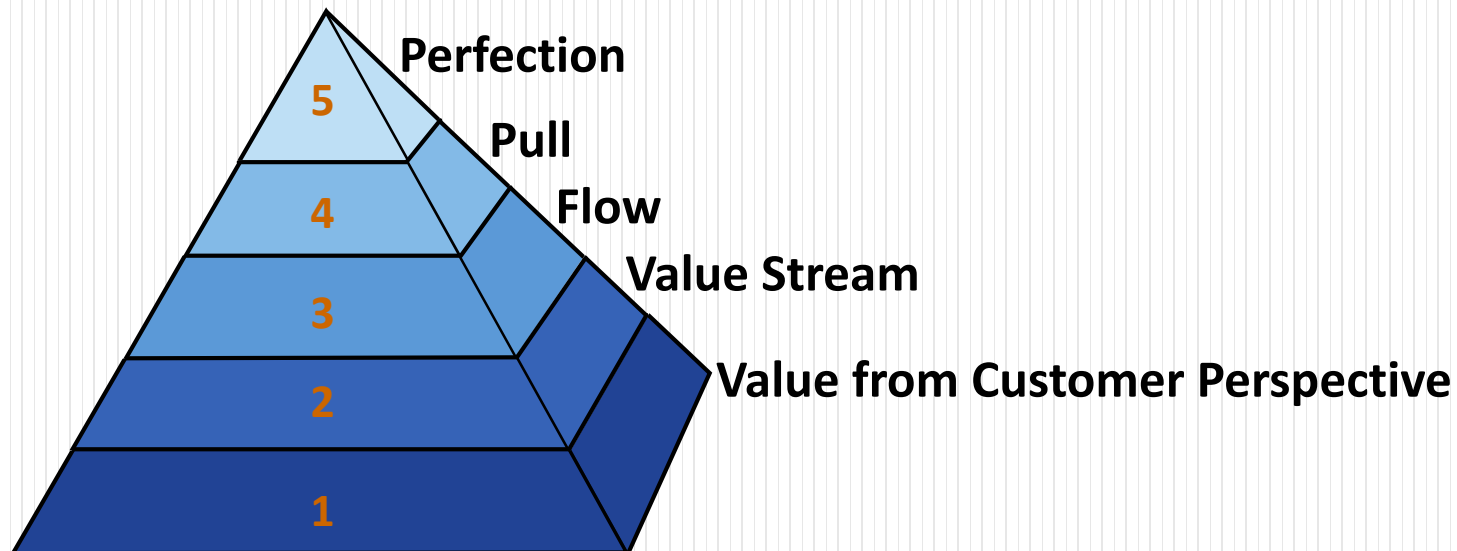 Perfection
5
Pull
4
Flow
Value Stream
3
Value from Customer Perspective
2
1